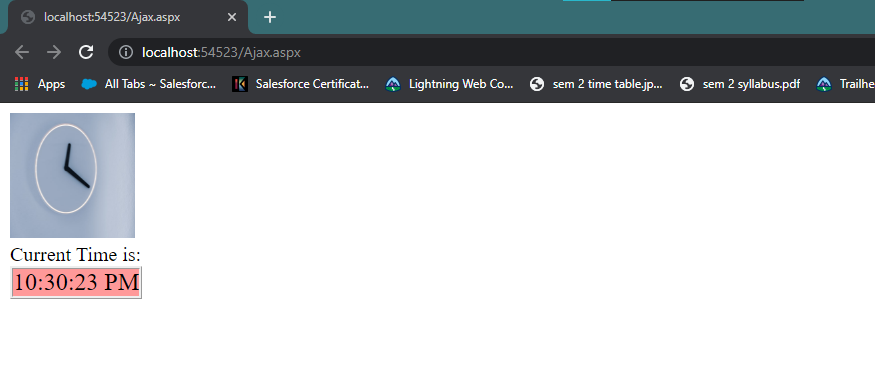 localhost:54523/Ajax.aspx
localhost:54523/Ajax.aspx
Apps All Tabs ~ Salesforc... Salesforce Certificat... Lightning Web Co... sem 2 time table.jp... sem 2 syllabus.pdf Trailhe
Current Time is:
10:30:23 PM